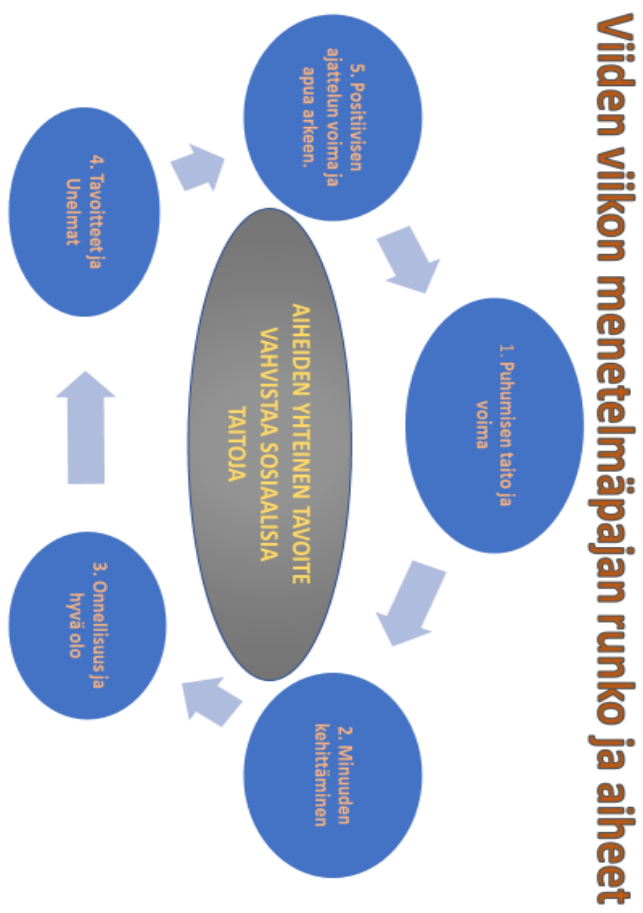 Viiden viikon menetelmäpajan runko ja aiheet
1. Puhumisen taito ja
voima
2. Minuuden
kehittäminen
3. Onnellisuus ja
hyvä olo
4. Tavoitteet ja
Unelmat
5. Positiivisen
ajattelun voima ja
apua arkeen.
AIHEIDEN YHTEINEN TAVOITE
VAHVISTAA SOSIAALISIA
TAITOJA